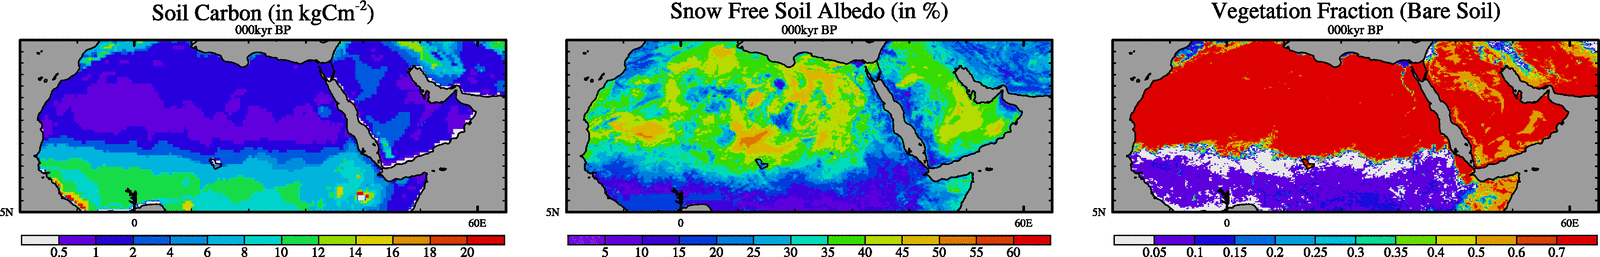 Soil Carbon (in kgCm-2)
000kyr BP
5N
0
60E
0.5 1 2 4 6 8 10 12 14 16 18 20
Snow Free Soil Albedo (in %)
000kyr BP
0
60E
5 10 15 20 25 30 35 40 45 50 55 60
Vegetation Fraction (Bare Soil)
000kyr BP
5N
0
60E
0.05 0.1 0.15 0.2 0.25 0.3 0.35 0.4 0.5 0.6 0.7